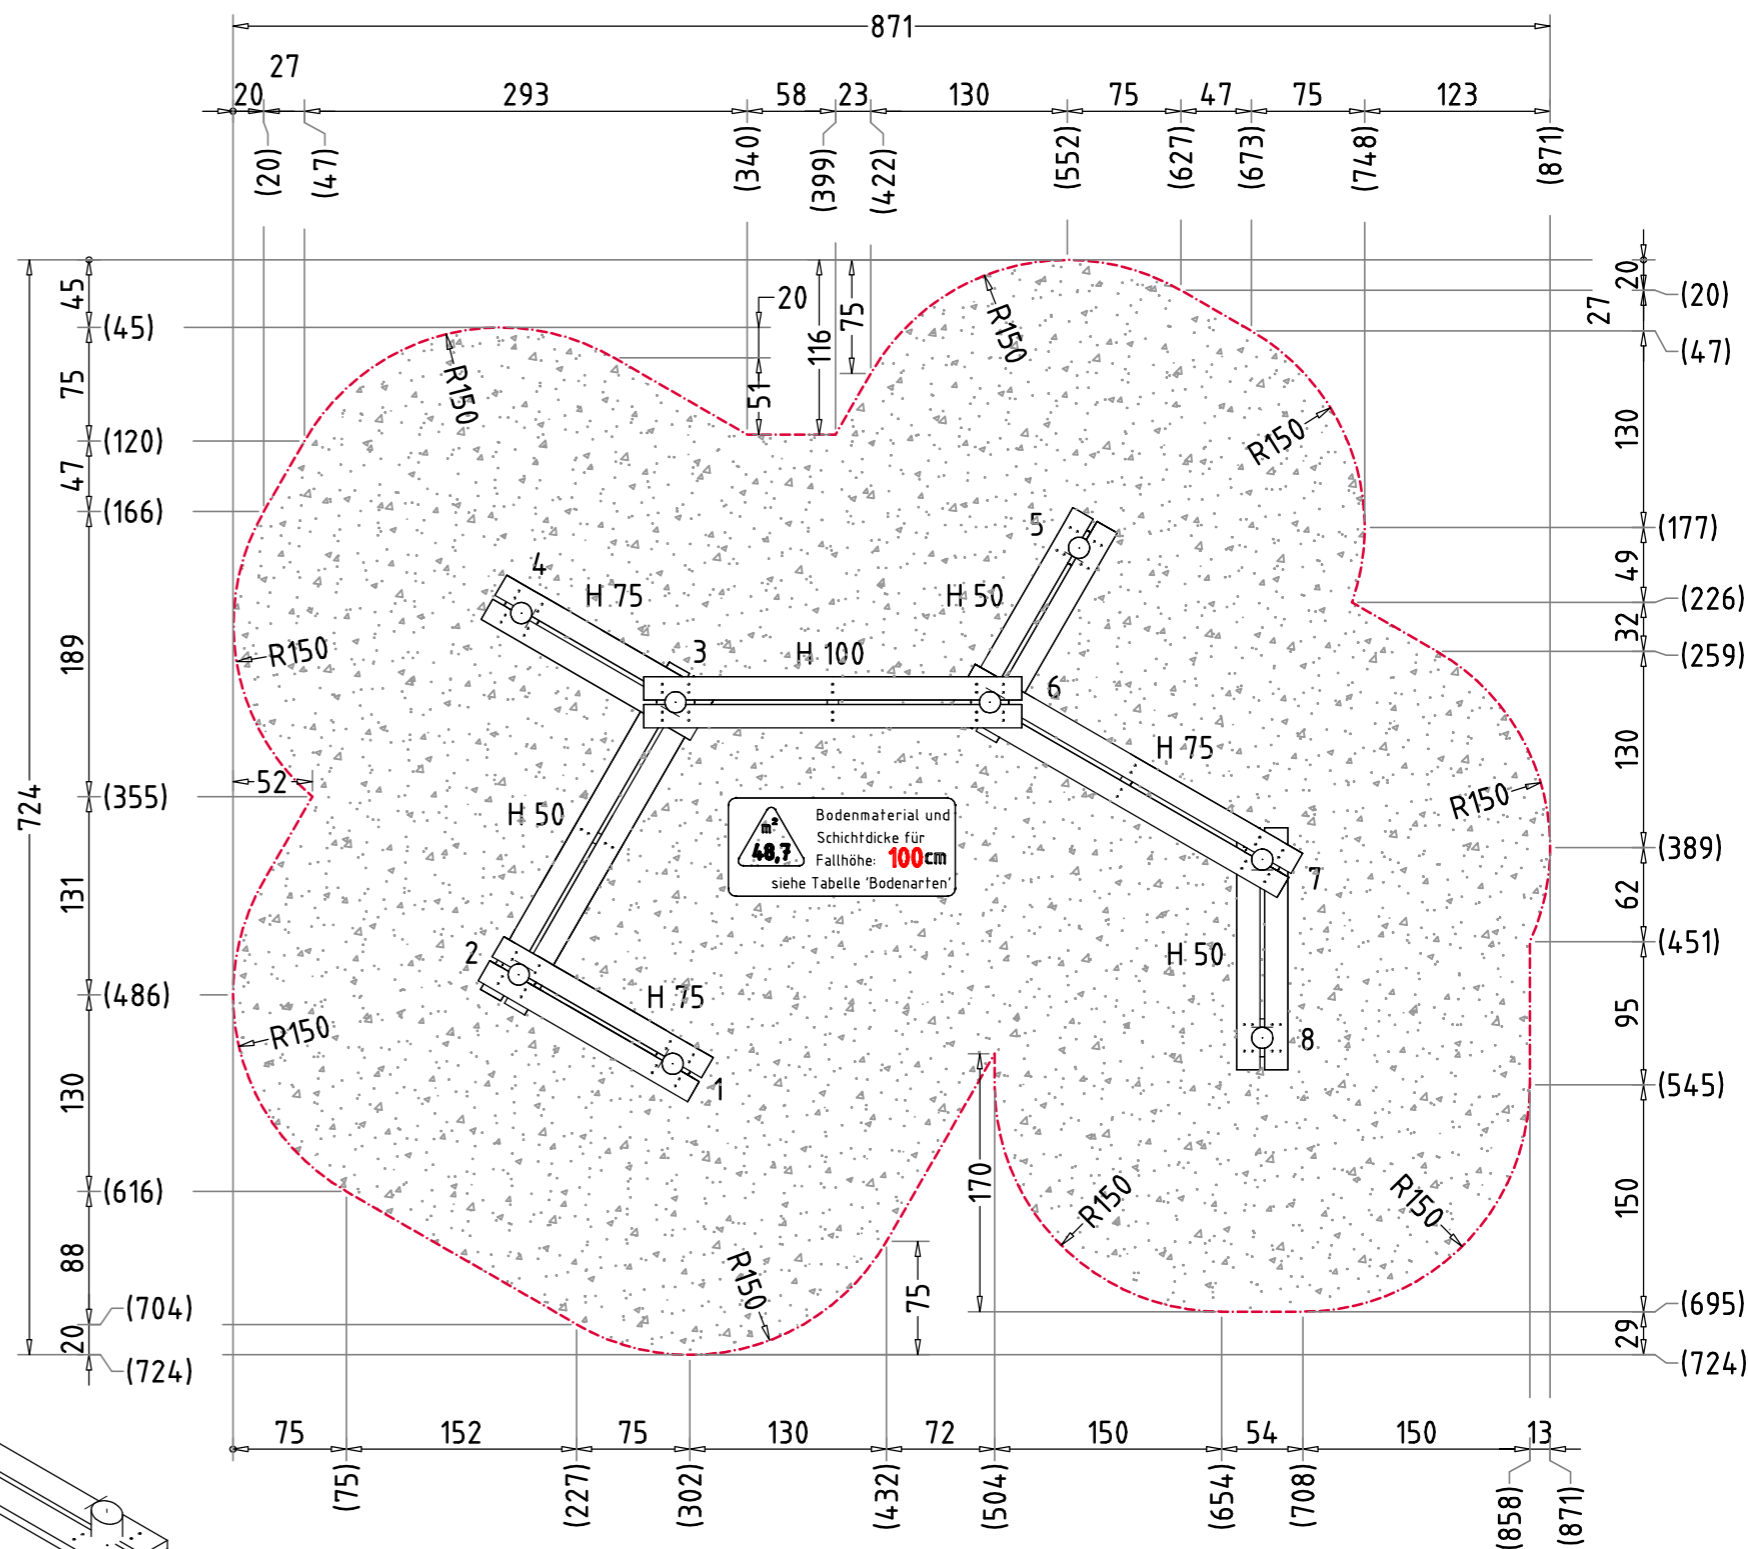 871
27
20 293 58 23 130 75 47 75 123
(20) (47) (340) (399) (422) (552) (627) (673) (748) (871)
724
45 (45)
75 (120)
47 (166)
189 (355)
131 (486)
130 (616)
88 (704)
20 (724)
20
51
116
75
20 (20)
27 (47)
130 (177)
49 (226)
32 (259)
130 (389)
62 (451)
95 (545)
150 (695)
29 (724)
R150
R150
R150
R150
R150
R150
R150
R150
R150
52
170
75
4 H 75
5 H 50
3 H 100
6 H 75
H 50
7
2 H 75
1
H 50 8
m²
48,7
Bodenmaterial und
Schichtdicke für
Fallhöhe: 100cm
siehe Tabelle 'Bodenarten'
75 152 75 130 72 150 54 150 13
(75) (227) (302) (432) (504) (654) (708) (858) (871)